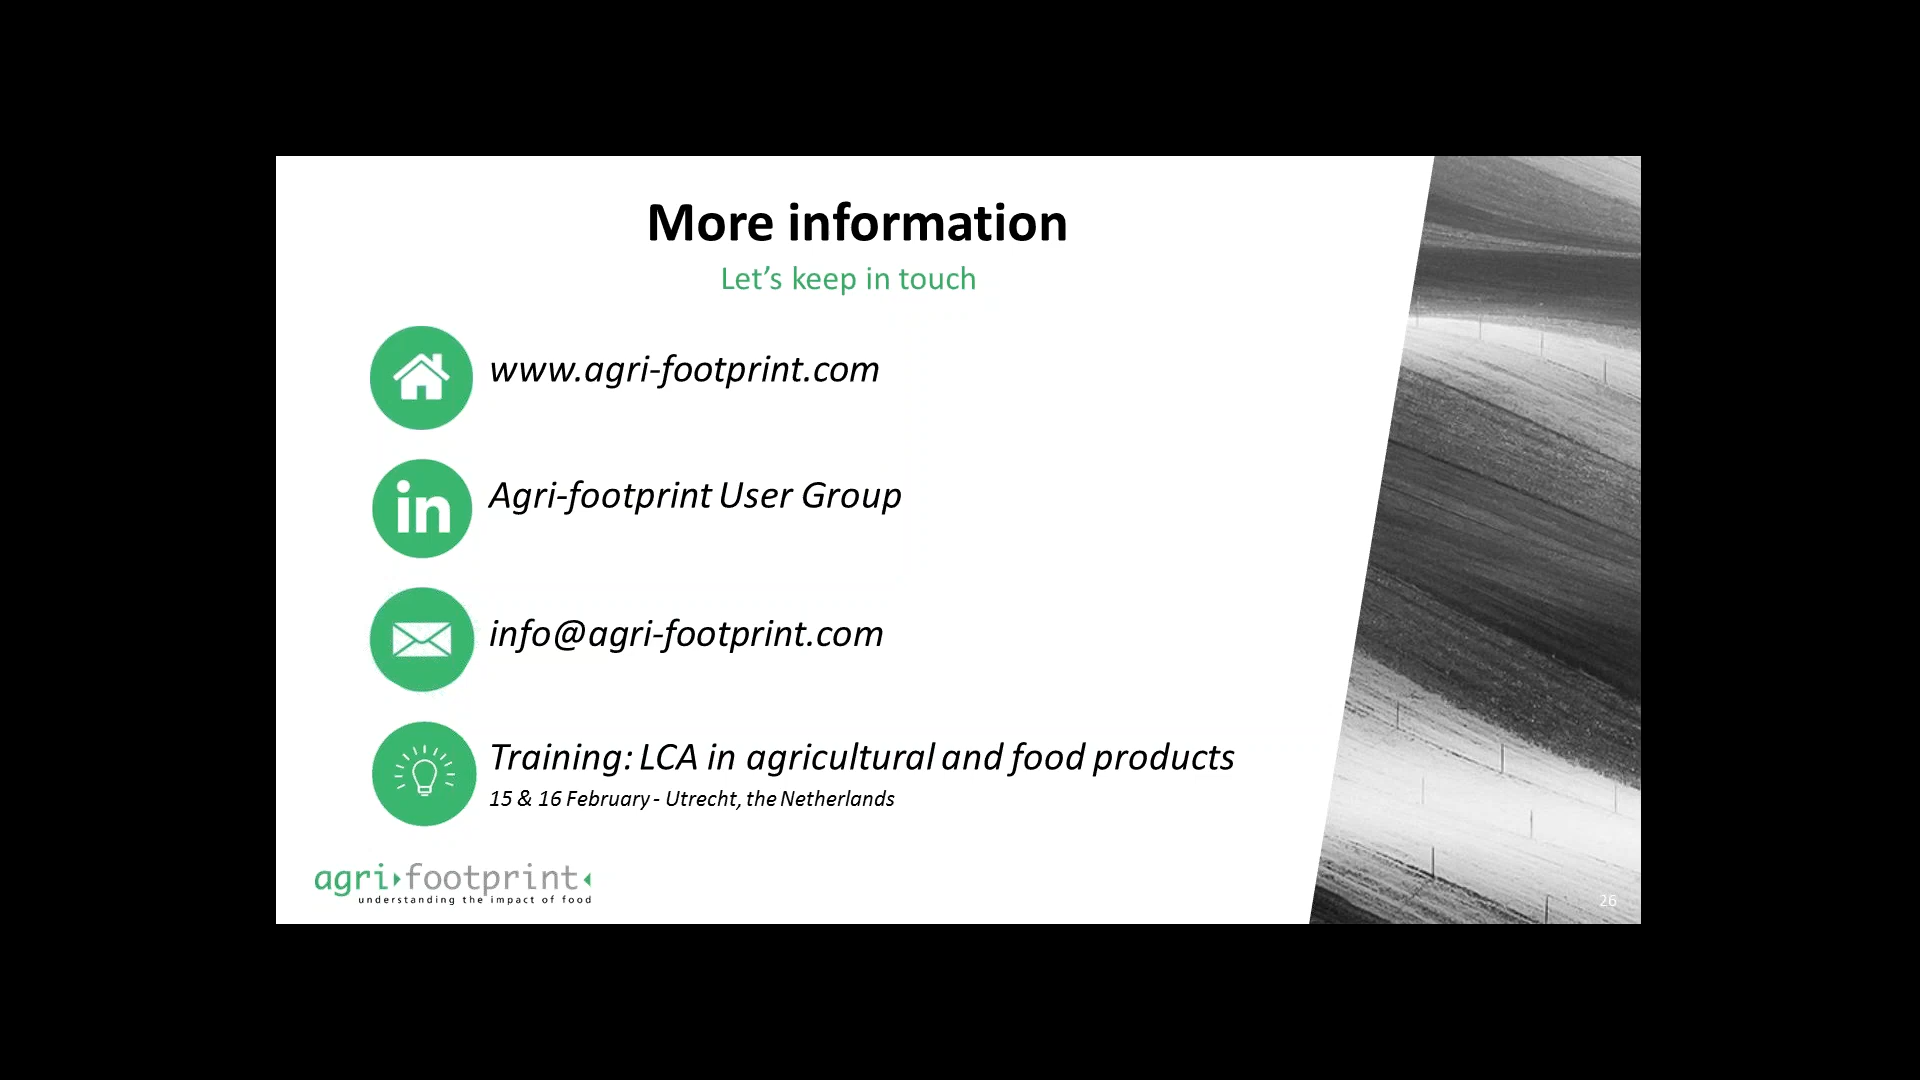 More information
Let's keep in touch
www.agri-footprint.com
in
Agri-footprint User Group
info@agri-footprint.com
Training: LCA in agricultural and food products
15 & 16 February - Utrecht, the Netherlands
agri footprint
understanding the impact of food
26